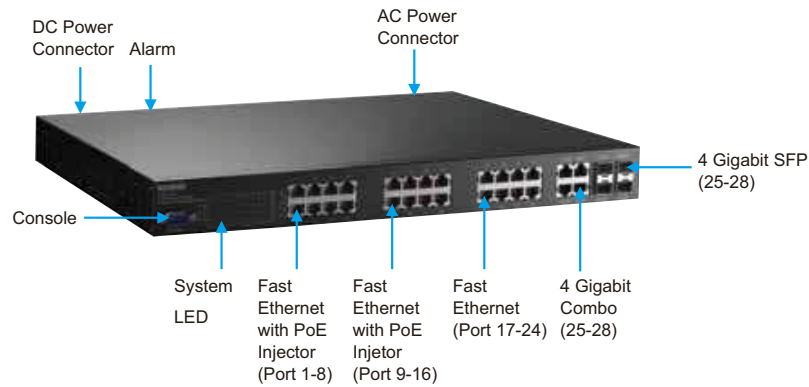 DC Power
Connector
Alarm
AC Power
Connector
4 Gigabit SFP
(25-28)
Console
System
LED
Fast
Ethernet
with PoE
Injector
(Port 1-8)
Fast
Ethernet
with PoE
Injetor
(Port 9-16)
Fast
Ethernet
(Port 17-24)
4 Gigabit
Combo
(25-28)